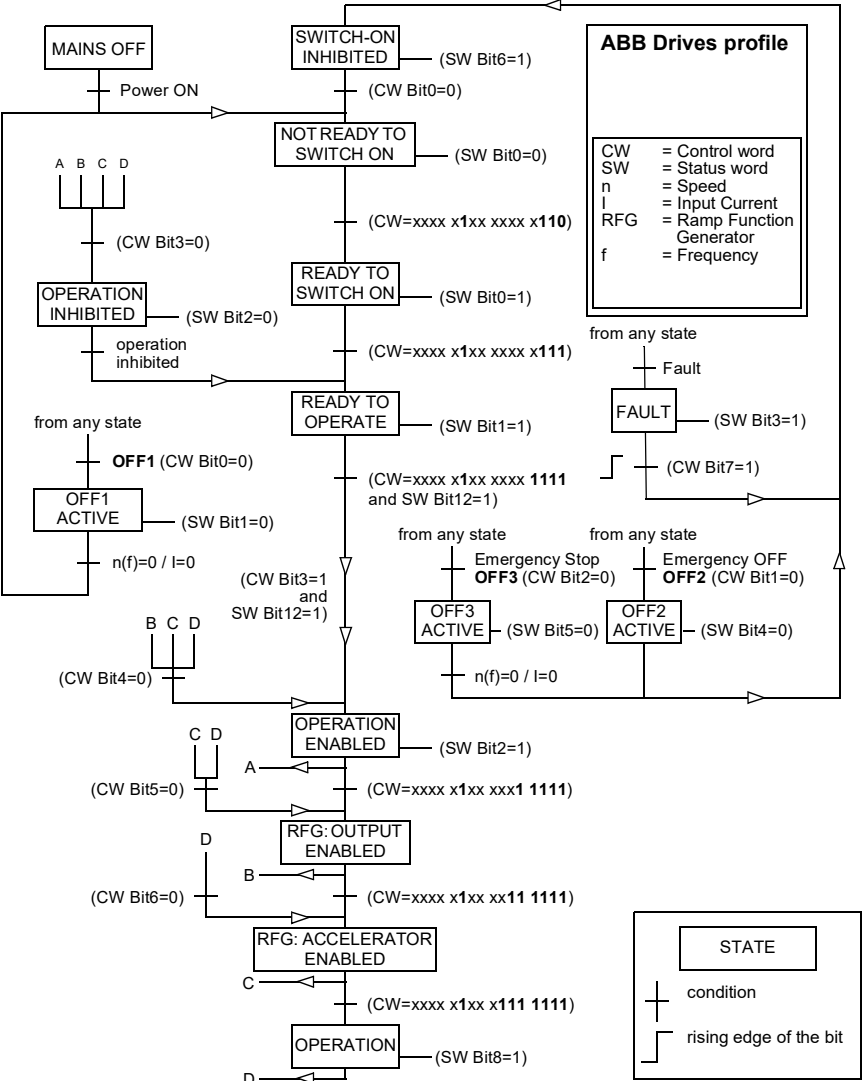 MAINS OFF
Power ON
SWITCH-ON
INHIBITED
(SW Bit6=1)
(CW Bit0=0)
NOT READY TO
SWITCH ON
(SW Bit0=0)
A B C D
(CW Bit3=0)
(CW=xxxx x1xx xxxx x110)
OPERATION
INHIBITED
(SW Bit2=0)
operation
inhibited
READY TO
SWITCH ON
(SW Bit0=1)
(CW=xxxx x1xx xxxx x111)
READY TO
OPERATE
(SW Bit1=1)
(CW=xxxx x1xx xxxx 1111
and SW Bit12=1)
from any state
OFF1 (CW Bit0=0)
OFF1
ACTIVE
(SW Bit1=0)
n(f)=0 / I=0
(CW Bit3=1
and
SW Bit12=1)
ABB Drives profile
CW = Control word
SW = Status word
n = Speed
I = Input Current
RFG = Ramp Function
Generator
f = Frequency
from any state
Fault
FAULT
(SW Bit3=1)
(CW Bit7=1)
from any state
Emergency Stop
OFF3 (CW Bit2=0)
OFF3
ACTIVE
(SW Bit5=0)
n(f)=0 / I=0
from any state
Emergency OFF
OFF2 (CW Bit1=0)
OFF2
ACTIVE
(SW Bit4=0)
B C D
(CW Bit4=0)
OPERATION
ENABLED
(SW Bit2=1)
A
C D
(CW Bit5=0)
(CW=xxxx x1xx xxx1 1111)
RFG: OUTPUT
ENABLED
B
D
(CW Bit6=0)
(CW=xxxx x1xx xx11 1111)
RFG: ACCELERATOR
ENABLED
C
(CW=xxxx x1xx x111 1111)
OPERATION
(SW Bit8=1)
D
STATE
condition
rising edge of the bit